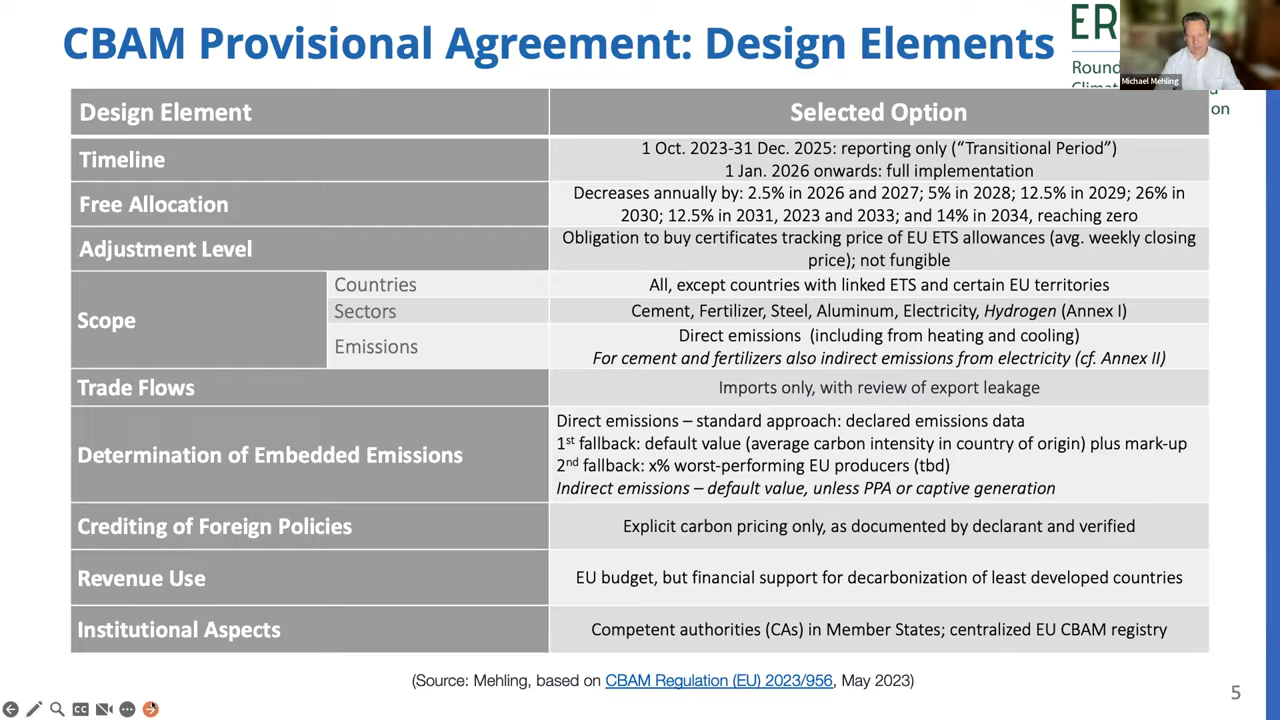 CBAM Provisional Agreement: Design Elements
ER
Round
Michael Mehling
on
Design Element
Selected Option
Timeline
1 Oct. 2023-31 Dec. 2025: reporting only (“Transitional Period”)
1 Jan. 2026 onwards: full implementation
Free Allocation
Decreases annually by: 2.5% in 2026 and 2027; 5% in 2028; 12.5% in 2029; 26% in
2030; 12.5% in 2031, 2023 and 2033; and 14% in 2034, reaching zero
Adjustment Level
Obligation to buy certificates tracking price of EU ETS allowances (avg. weekly closing
price); not fungible
Scope
Countries
All, except countries with linked ETS and certain EU territories
Sectors
Cement, Fertilizer, Steel, Aluminum, Electricity, Hydrogen (Annex I)
Emissions
Direct emissions (including from heating and cooling)
For cement and fertilizers also indirect emissions from electricity (cf. Annex II)
Trade Flows
Imports only, with review of export leakage
Determination of Embedded Emissions
Direct emissions – standard approach: declared emissions data
1st fallback: default value (average carbon intensity in country of origin) plus mark-up
2nd fallback: x% worst-performing EU producers (tbd)
Indirect emissions – default value, unless PPA or captive generation
Crediting of Foreign Policies
Explicit carbon pricing only, as documented by declarant and verified
Revenue Use
EU budget, but financial support for decarbonization of least developed countries
Institutional Aspects
Competent authorities (CAs) in Member States; centralized EU CBAM registry
(Source: Mehling, based on CBAM Regulation (EU) 2023/956, May 2023)
5
CC